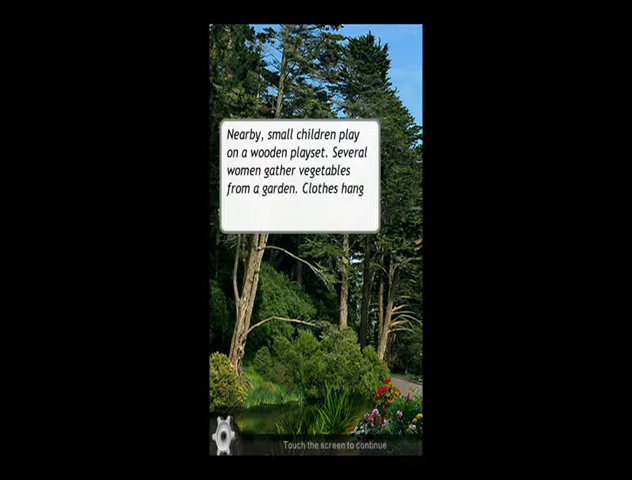 Nearby, small children play
on a wooden playset. Several
women gather vegetables
from a garden. Clothes hang
Touch the screen to continue